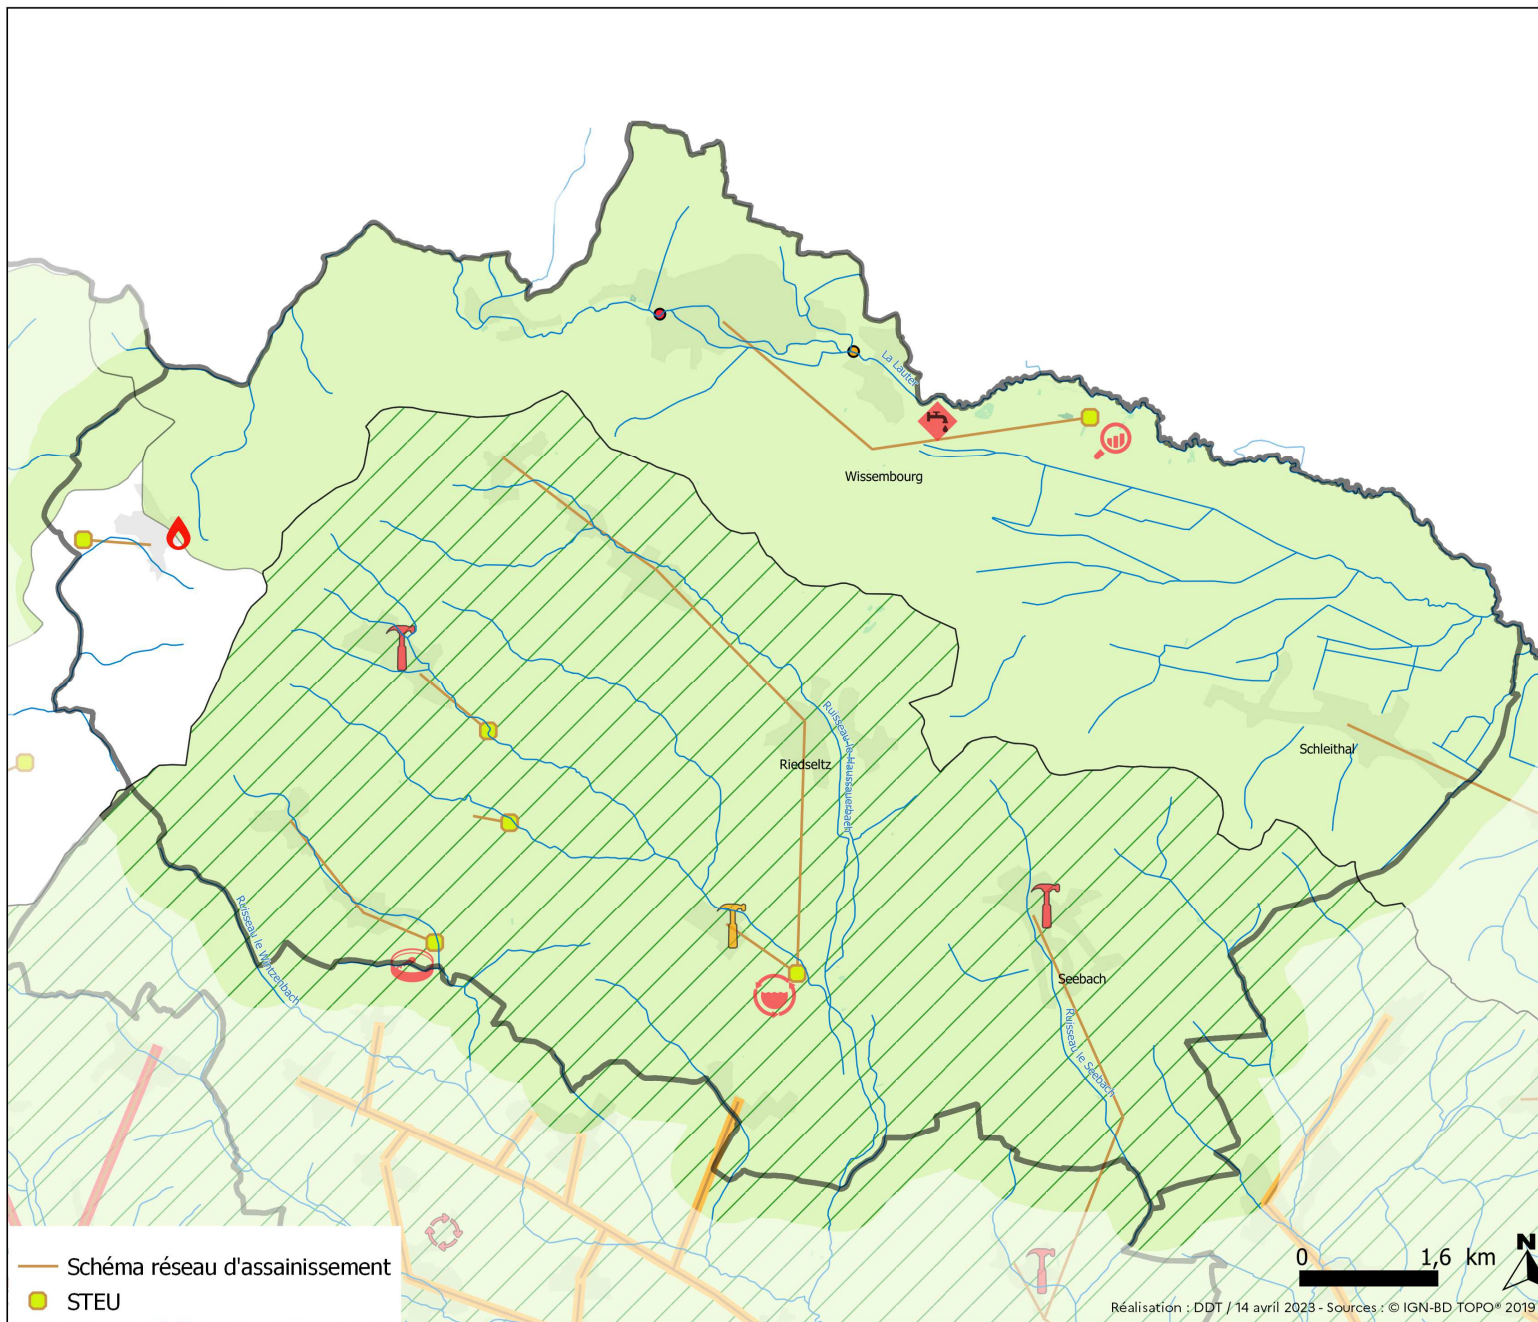 La Lauter
Wissembourg
Ruisseau le Haussauerbach
Riedseltz
Schleithal
Ruisseau le Wintzenbach
Seebach
Ruisseau le Seebach
Schéma réseau d'assainissement
STEU
0 1,6 km
N
Réalisation : DDT / 14 avril 2023 - Sources : © IGN-BD TOPO® 2019